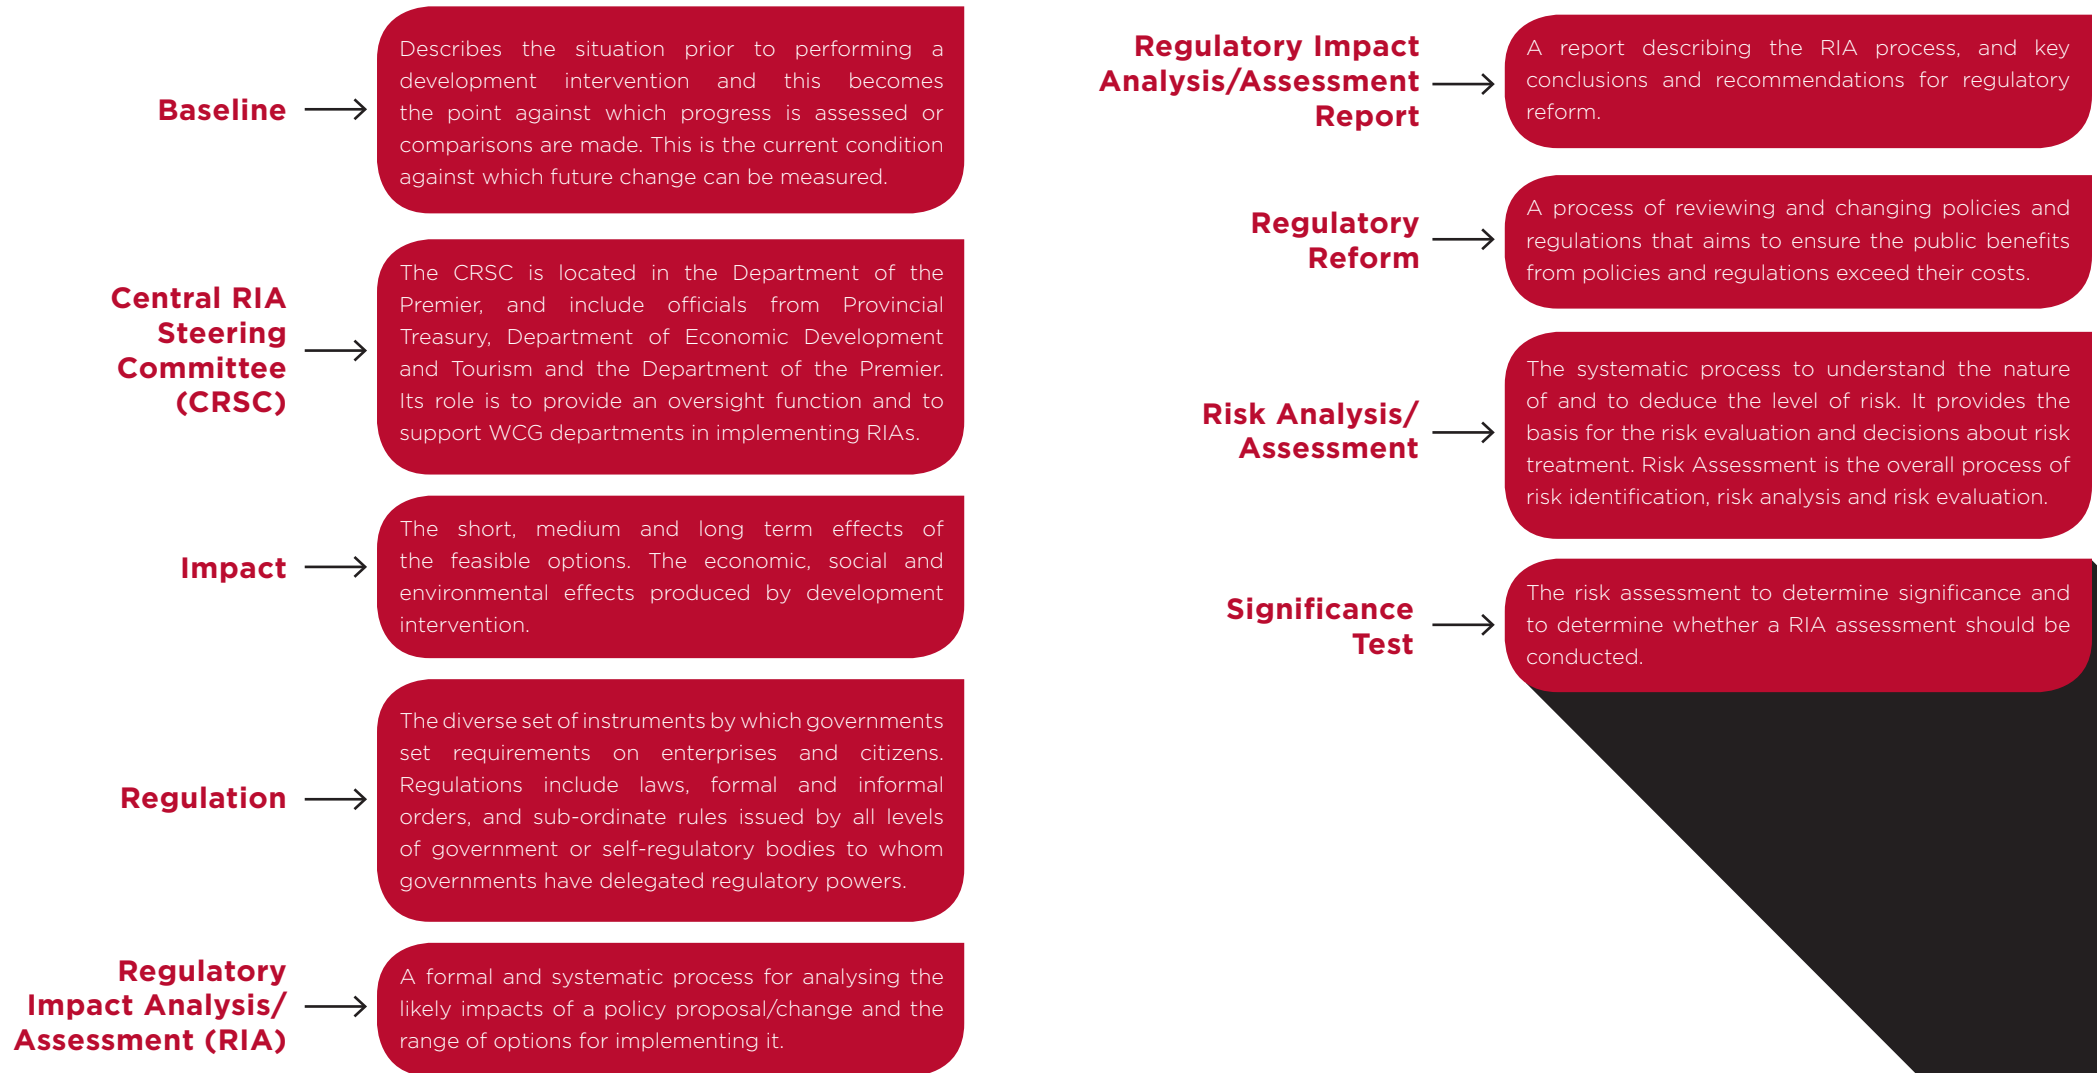 Baseline
Describes the situation prior to performing a
development intervention and this becomes
the point against which progress is assessed or
comparisons are made. This is the current condition
against which future change can be measured.
Central RIA
Steering
Committee
(CRSC)
The CRSC is located in the Department of the
Premier, and include officials from Provincial
Treasury, Department of Economic Development
and Tourism and the Department of the Premier.
Its role is to provide an oversight function and to
support WCG departments in implementing RIAs.
Impact
The short, medium and long term effects of
the feasible options. The economic, social and
environmental effects produced by development
intervention.
Regulation
The diverse set of instruments by which governments
set requirements on enterprises and citizens.
Regulations include laws, formal and informal
orders, and sub-ordinate rules issued by all levels
of government or self-regulatory bodies to whom
governments have delegated regulatory powers.
Regulatory
Impact Analysis/
Assessment (RIA)
A formal and systematic process for analysing the
likely impacts of a policy proposal/change and the
range of options for implementing it.
Regulatory Impact
Analysis/Assessment
Report
A report describing the RIA process, and key
conclusions and recommendations for regulatory
reform.
Regulatory
Reform
A process of reviewing and changing policies and
regulations that aims to ensure the public benefits
from policies and regulations exceed their costs.
Risk Analysis/
Assessment
The systematic process to understand the nature
of and to deduce the level of risk. It provides the
basis for the risk evaluation and decisions about risk
treatment. Risk Assessment is the overall process of
risk identification, risk analysis and risk evaluation.
Significance
Test
The risk assessment to determine significance and
to determine whether a RIA assessment should be
conducted.